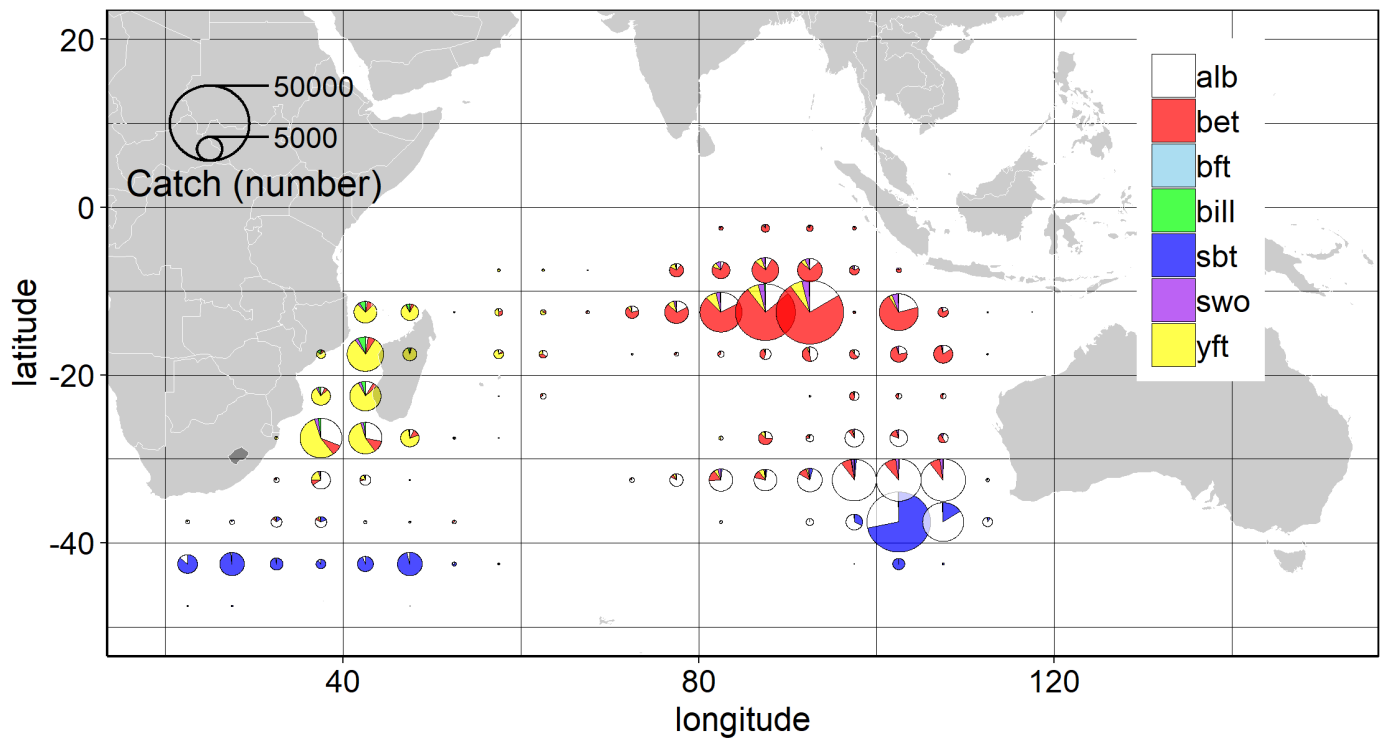 20
0
-20
-40
latitude
50000
5000
Catch (number)
alb
bet
bft
bill
sbt
swo
yft
40
80
120
longitude